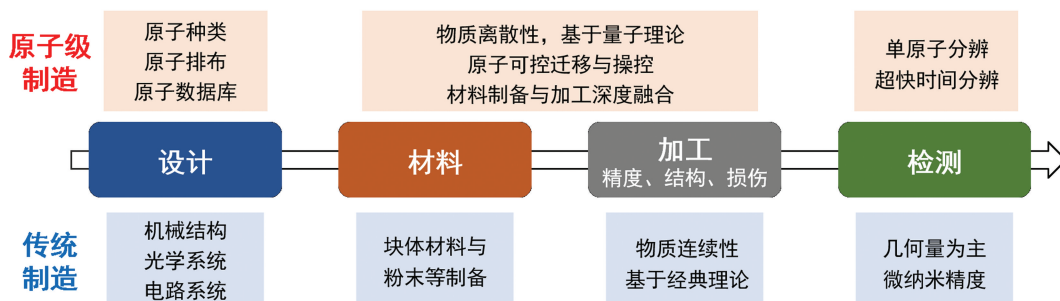 原子级
制造
原子种类
原子排布
原子数据库
物质离散性，基于量子理论
原子可控迁移与操控
材料制备与加工深度融合
单原子分辨
超快时间分辨
设计
材料
加工
精度、结构、损伤
检测
传统
制造
机械结构
光学系统
电路系统
块体材料与
粉末等制备
物质连续性
基于经典理论
几何量为主
微纳米精度